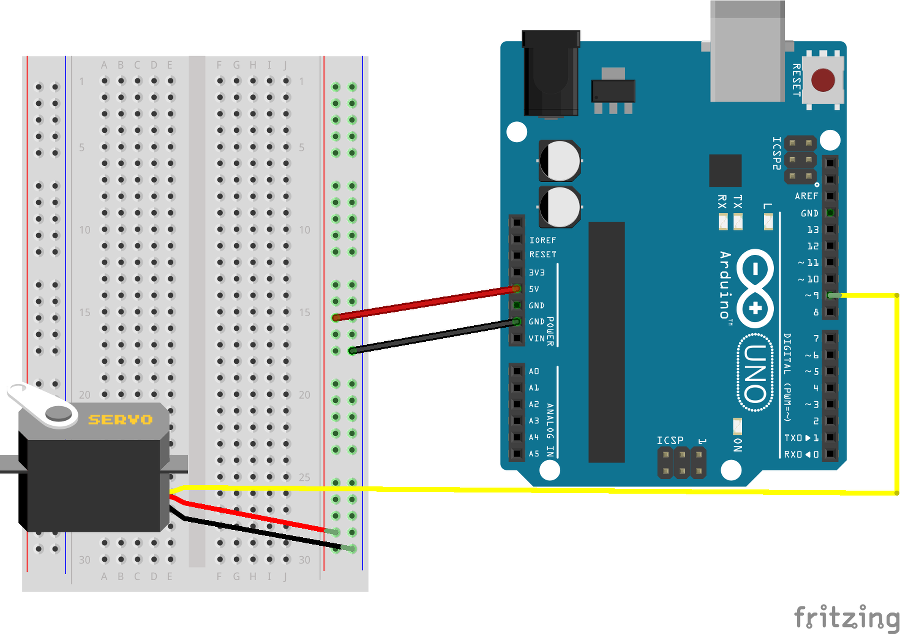 A B C D E F G H I J
1 1
5 5
10 10
15 15
20 20
25 25
30 30
A B C D E F G H I J
SERVO
RESET
ICSP2
AREF
GND
13
12
~ 11
~ 10
~ 9
8
7
~ 6
~ 5
4
~ 3
2
TX0 ▶ 1
RX0 ◀ 0
DIGITAL (PWM=~)
RX
TX
L
Arduino™
UNO
ON
ICSP
1
IOREF
RESET
3V3
5V
GND
GND
VIN
POWER
A0
A1
A2
A3
A4
A5
ANALOG IN
fritzing